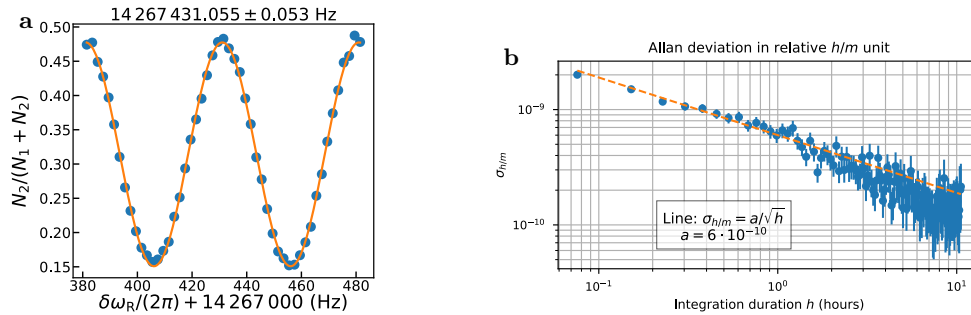 a
14 267 431.055 ± 0.053 Hz
N₂/(N₁ + N₂)
0.50
0.45
0.40
0.35
0.30
0.25
0.20
0.15
380 400 420 440 460 480
δω_R/(2π) + 14 267 000 (Hz)
b
Allan deviation in relative h/m unit
σ_h/m
10⁻⁹
10⁻¹⁰
Line: σ_h/m = a/√h
a = 6 · 10⁻¹⁰
10⁻¹ 10⁰ 10¹
Integration duration h (hours)